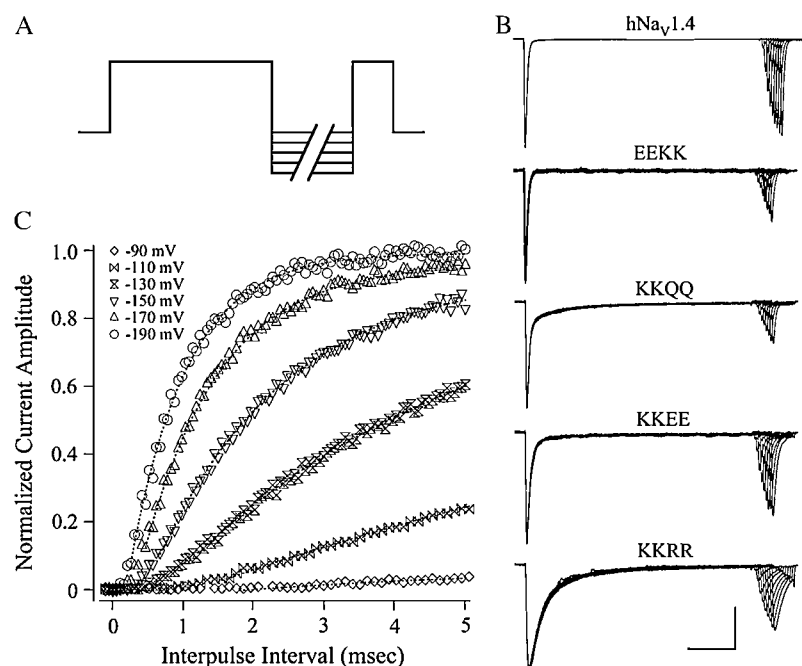 A
B
hNaV1.4
EEKK
C
-90 mV
-110 mV
-130 mV
-150 mV
-170 mV
-190 mV
KKQQ
KKEE
KKRR
Normalized Current Amplitude
1.0
0.8
0.6
0.4
0.2
0
0 1 2 3 4 5
Interpulse Interval (msec)